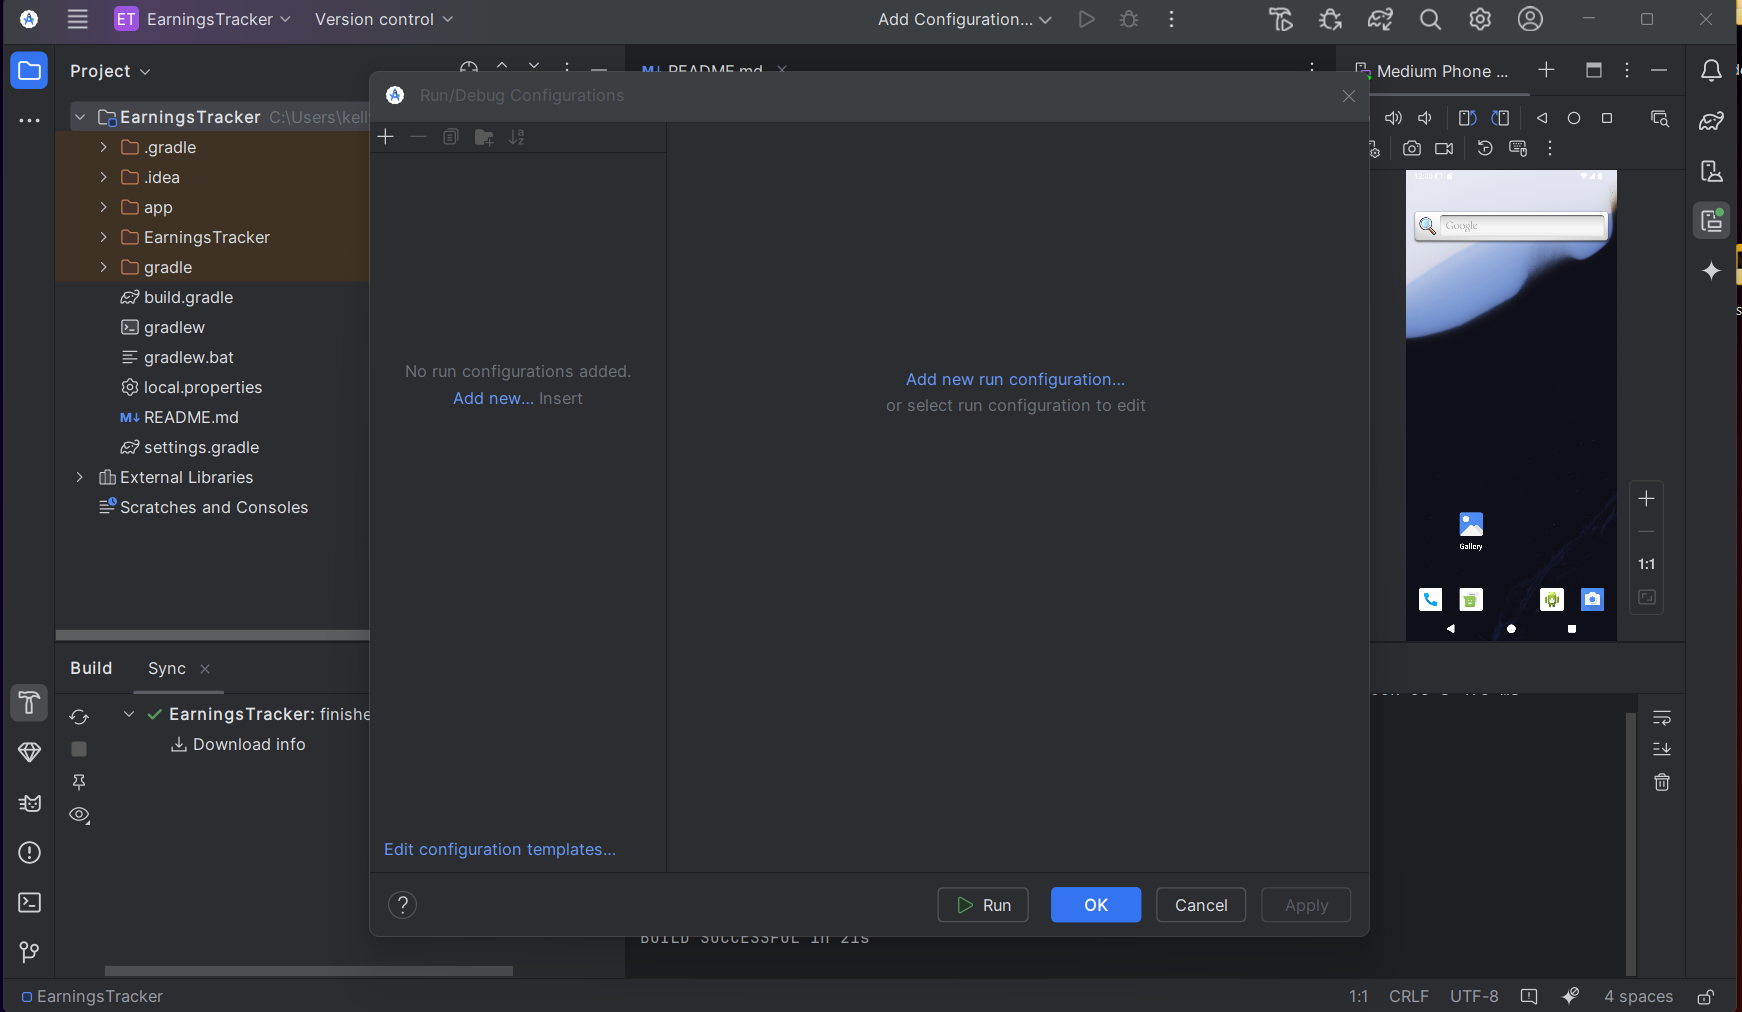 ET EarningsTracker Version control Add Configuration...
Project README.md Medium Phone ...
Run/Debug Configurations
EarningsTracker C:\Users\kell
.gradle
.idea
app
EarningsTracker
gradle
build.gradle
gradlew
gradlew.bat
local.properties
README.md
settings.gradle
External Libraries
Scratches and Consoles
No run configurations added.
Add new... Insert
Add new run configuration...
or select run configuration to edit
Edit configuration templates...
? Run OK Cancel Apply
Google
Gallery
1:1
Build Sync
EarningsTracker: finishe
Download info
BUILD SUCCESSFUL in 21s
EarningsTracker 1:1 CRLF UTF-8 4 spaces